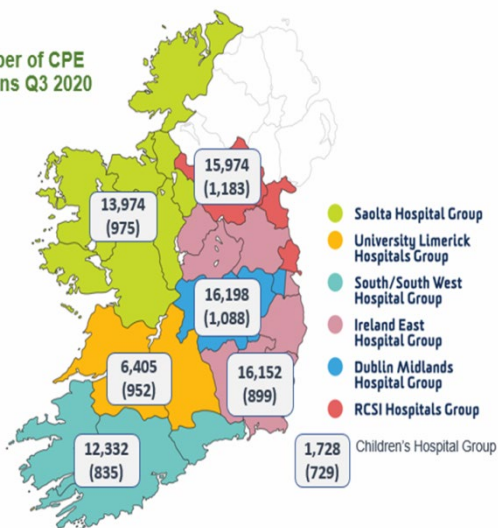 ber of CPE
ns Q3 2020
15,974
(1,183)
13,974
(975)
16,198
(1,088)
6,405
(952)
16,152
(899)
12,332
(835)
1,728
(729)
Saolta Hospital Group
University Limerick
Hospitals Group
South/South West
Hospital Group
Ireland East
Hospital Group
Dublin Midlands
Hospital Group
RCSI Hospitals Group
Children's Hospital Group